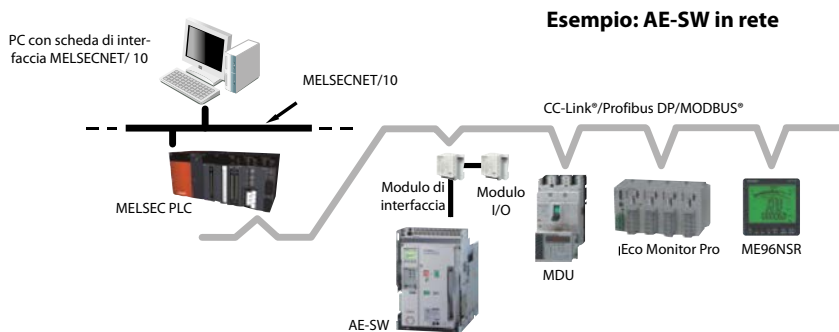 Esempio: AE-SW in rete
PC con scheda di inter-
faccia MELSECNET/ 10
MELSECNET/10
CC-Link®/Profibus DP/MODBUS®
MELSEC PLC
Modulo di
interfaccia
Modulo
I/O
MDU
Eco Monitor Pro
ME96NSR
AE-SW